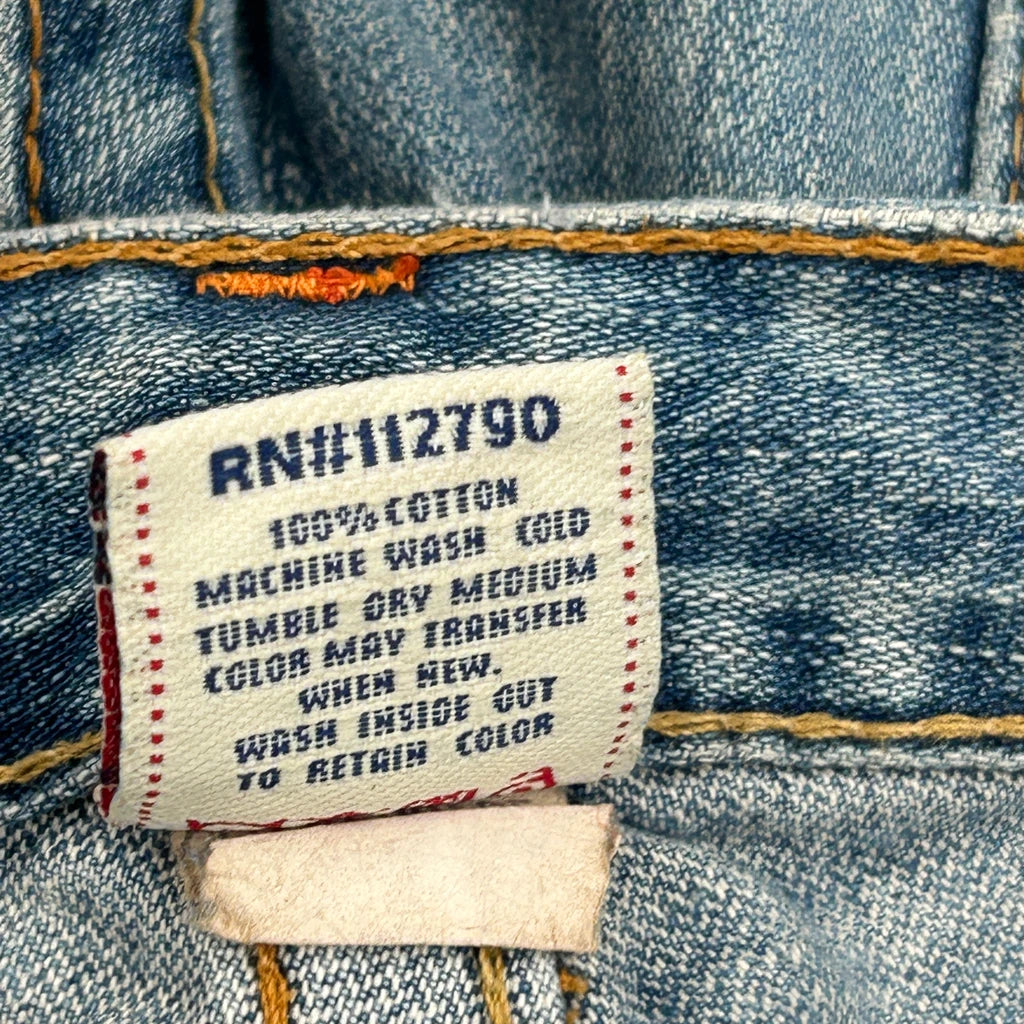 RN#112790
100% COTTON
MACHINE WASH COLD
TUMBLE DRY MEDIUM
COLOR MAY TRANSFER
WHEN NEW.
WASH INSIDE OUT
TO RETAIN COLOR